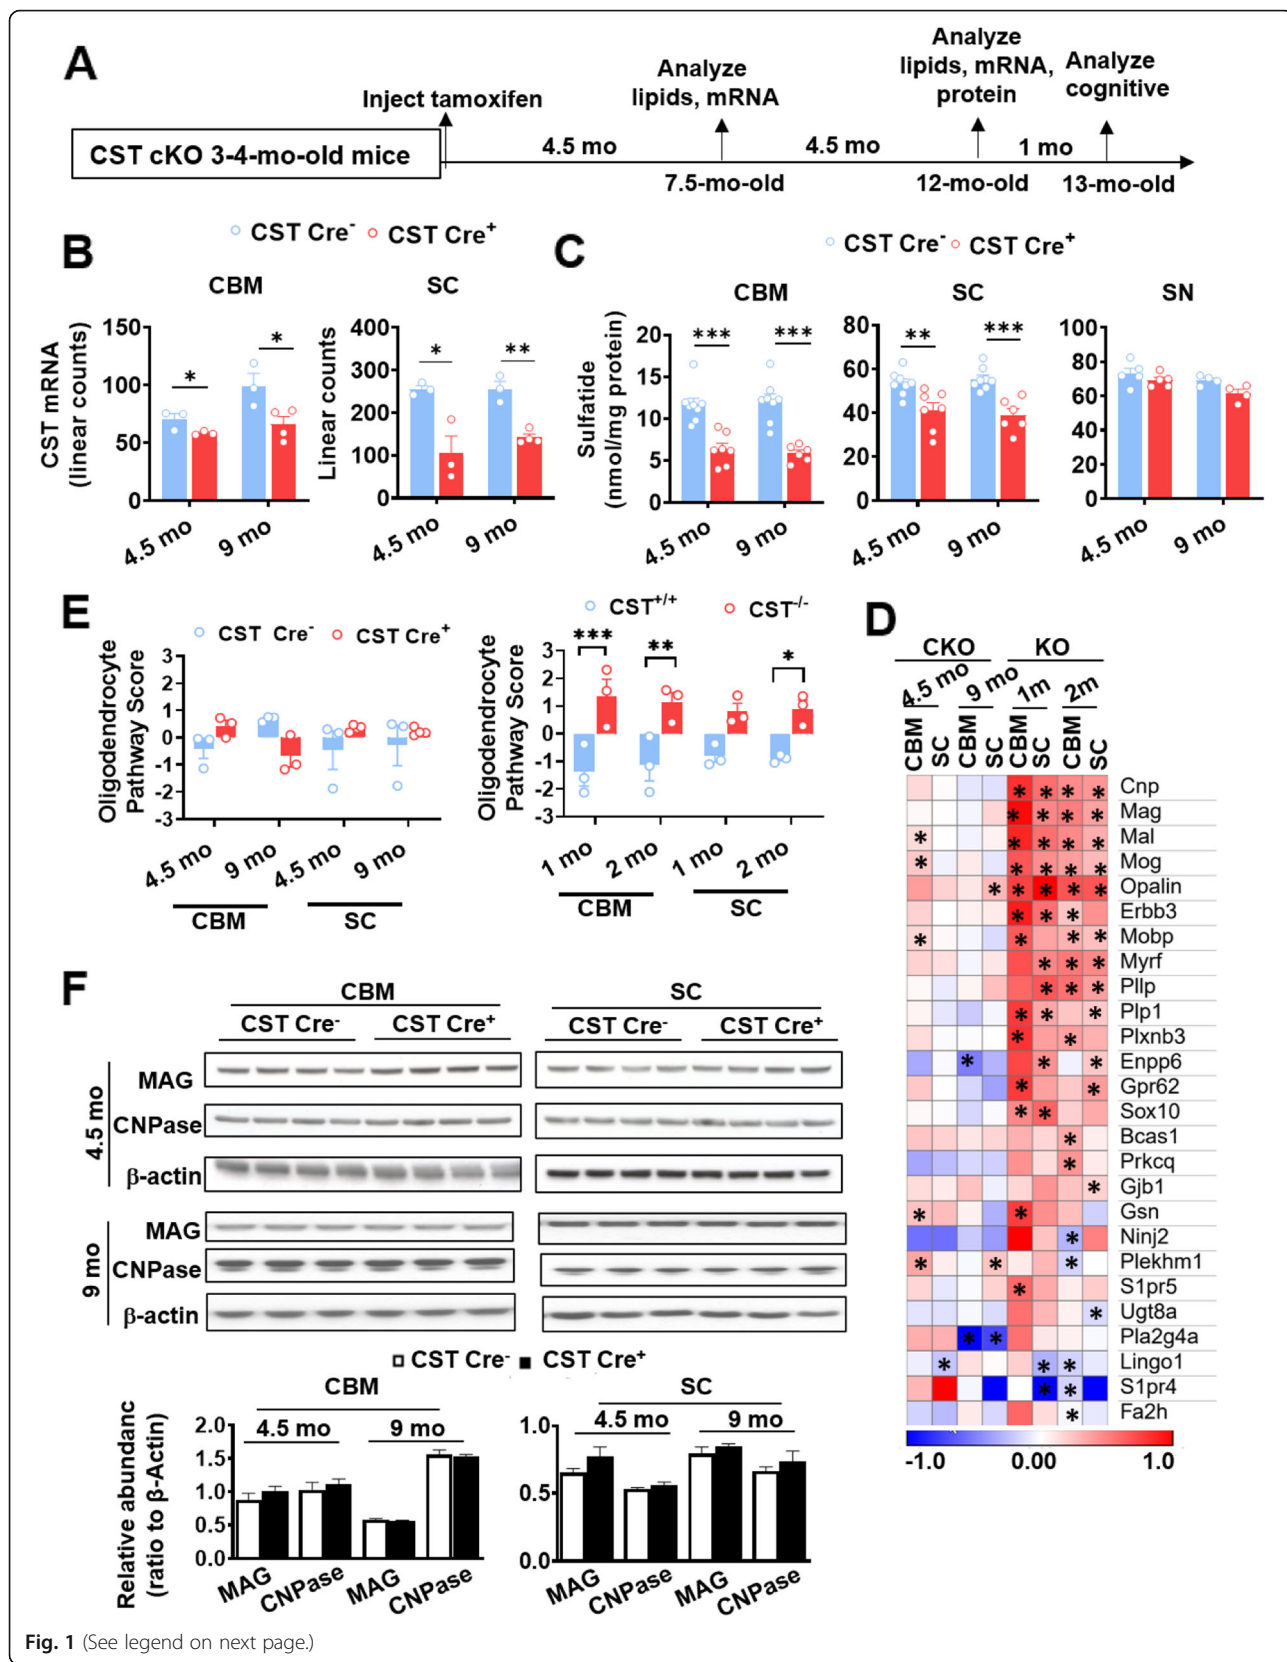 A
Inject tamoxifen
Analyze
lipids, mRNA
Analyze
lipids, mRNA,
protein
Analyze
cognitive
CST cKO 3-4-mo-old mice
4.5 mo
4.5 mo
1 mo
7.5-mo-old
12-mo-old
13-mo-old
B
CST Cre-
CST Cre+
CBM
SC
CST mRNA
(linear counts)
150
100
50
0
*
*
4.5 mo
9 mo
Linear counts
400
300
200
100
0
*
**
4.5 mo
9 mo
C
CST Cre-
CST Cre+
CBM
SC
SN
Sulfatide
(nmol/mg protein)
20
15
10
5
0
***
***
4.5 mo
9 mo
80
60
40
20
0
**
***
4.5 mo
9 mo
100
80
60
40
20
0
4.5 mo
9 mo
E
CST Cre-
CST Cre+
Oligodendrocyte
Pathway Score
3
2
1
0
-1
-2
-3
4.5 mo
9 mo
4.5 mo
9 mo
CBM
SC
CST+/+
CST-/-
Oligodendrocyte
Pathway Score
3
2
1
0
-1
-2
-3
***
**
*
1 mo
2 mo
1 mo
2 mo
CBM
SC
D
CKO
KO
4.5 mo
9 mo
1m
2m
CBM
SC
CBM
SC
CBM
SC
CBM
SC
Cnp
Mag
Mal
Mog
Opalin
Erbb3
Mobp
Myrf
Pllp
Plp1
Plxnb3
Enpp6
Gpr62
Sox10
Bcas1
Prkcq
Gjb1
Gsn
Ninj2
Plekhm1
S1pr5
Ugt8a
Pla2g4a
Lingo1
S1pr4
Fa2h
-1.0
0.00
1.0
F
CBM
SC
CST Cre-
CST Cre+
CST Cre-
CST Cre+
4.5 mo
MAG
CNPase
β-actin
9 mo
MAG
CNPase
β-actin
CST Cre-
CST Cre+
CBM
SC
Relative abundanc
(ratio to β-Actin)
2.0
1.5
1.0
0.5
0.0
4.5 mo
9 mo
MAG
CNPase
MAG
CNPase
1.0
0.5
0.0
4.5 mo
9 mo
MAG
CNPase
MAG
CNPase
Fig. 1 (See legend on next page.)